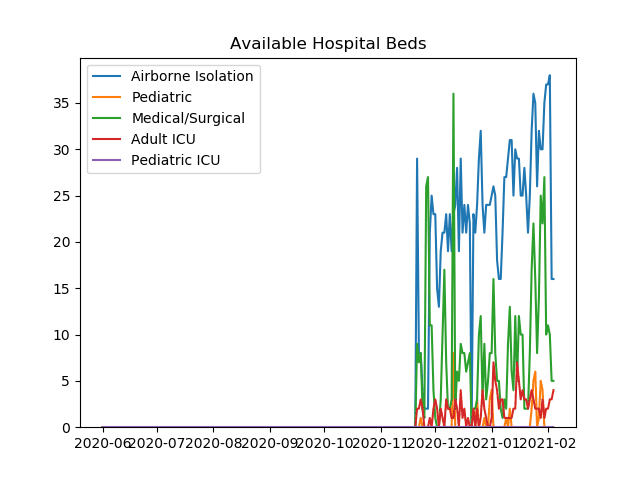 Available Hospital Beds
Airborne Isolation
Pediatric
Medical/Surgical
Adult ICU
Pediatric ICU
35
30
25
20
15
10
5
0
2020-06 2020-07 2020-08 2020-09 2020-10 2020-11 2020-12 2021-01 2021-02